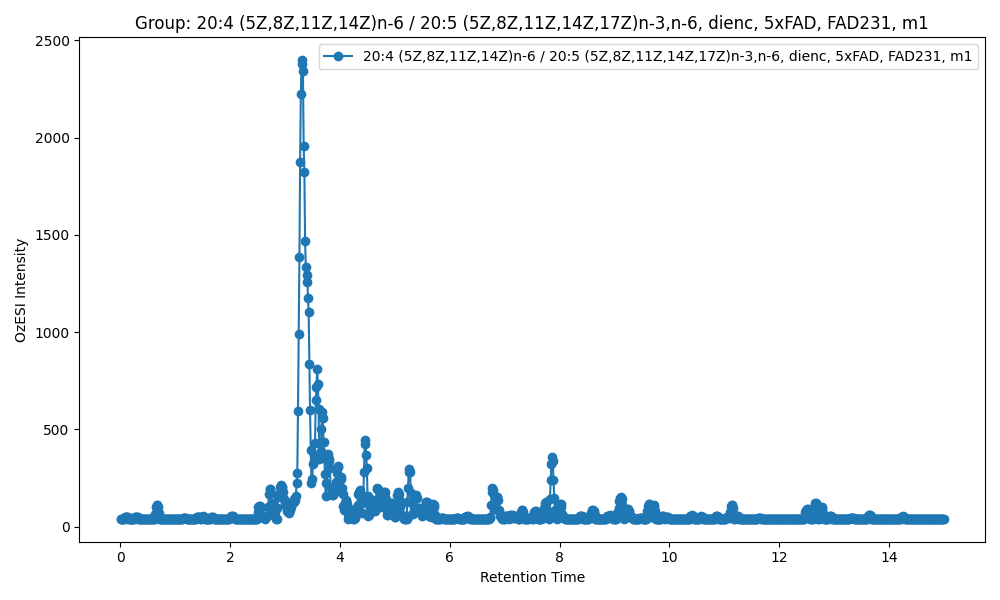 Group: 20:4 (5Z,8Z,11Z,14Z)n-6 / 20:5 (5Z,8Z,11Z,14Z,17Z)n-3,n-6, dienc, 5xFAD, FAD231, m1
20:4 (5Z,8Z,11Z,14Z)n-6 / 20:5 (5Z,8Z,11Z,14Z,17Z)n-3,n-6, dienc, 5xFAD, FAD231, m1
2500
2000
1500
1000
500
0
OzESI Intensity
0 2 4 6 8 10 12 14
Retention Time